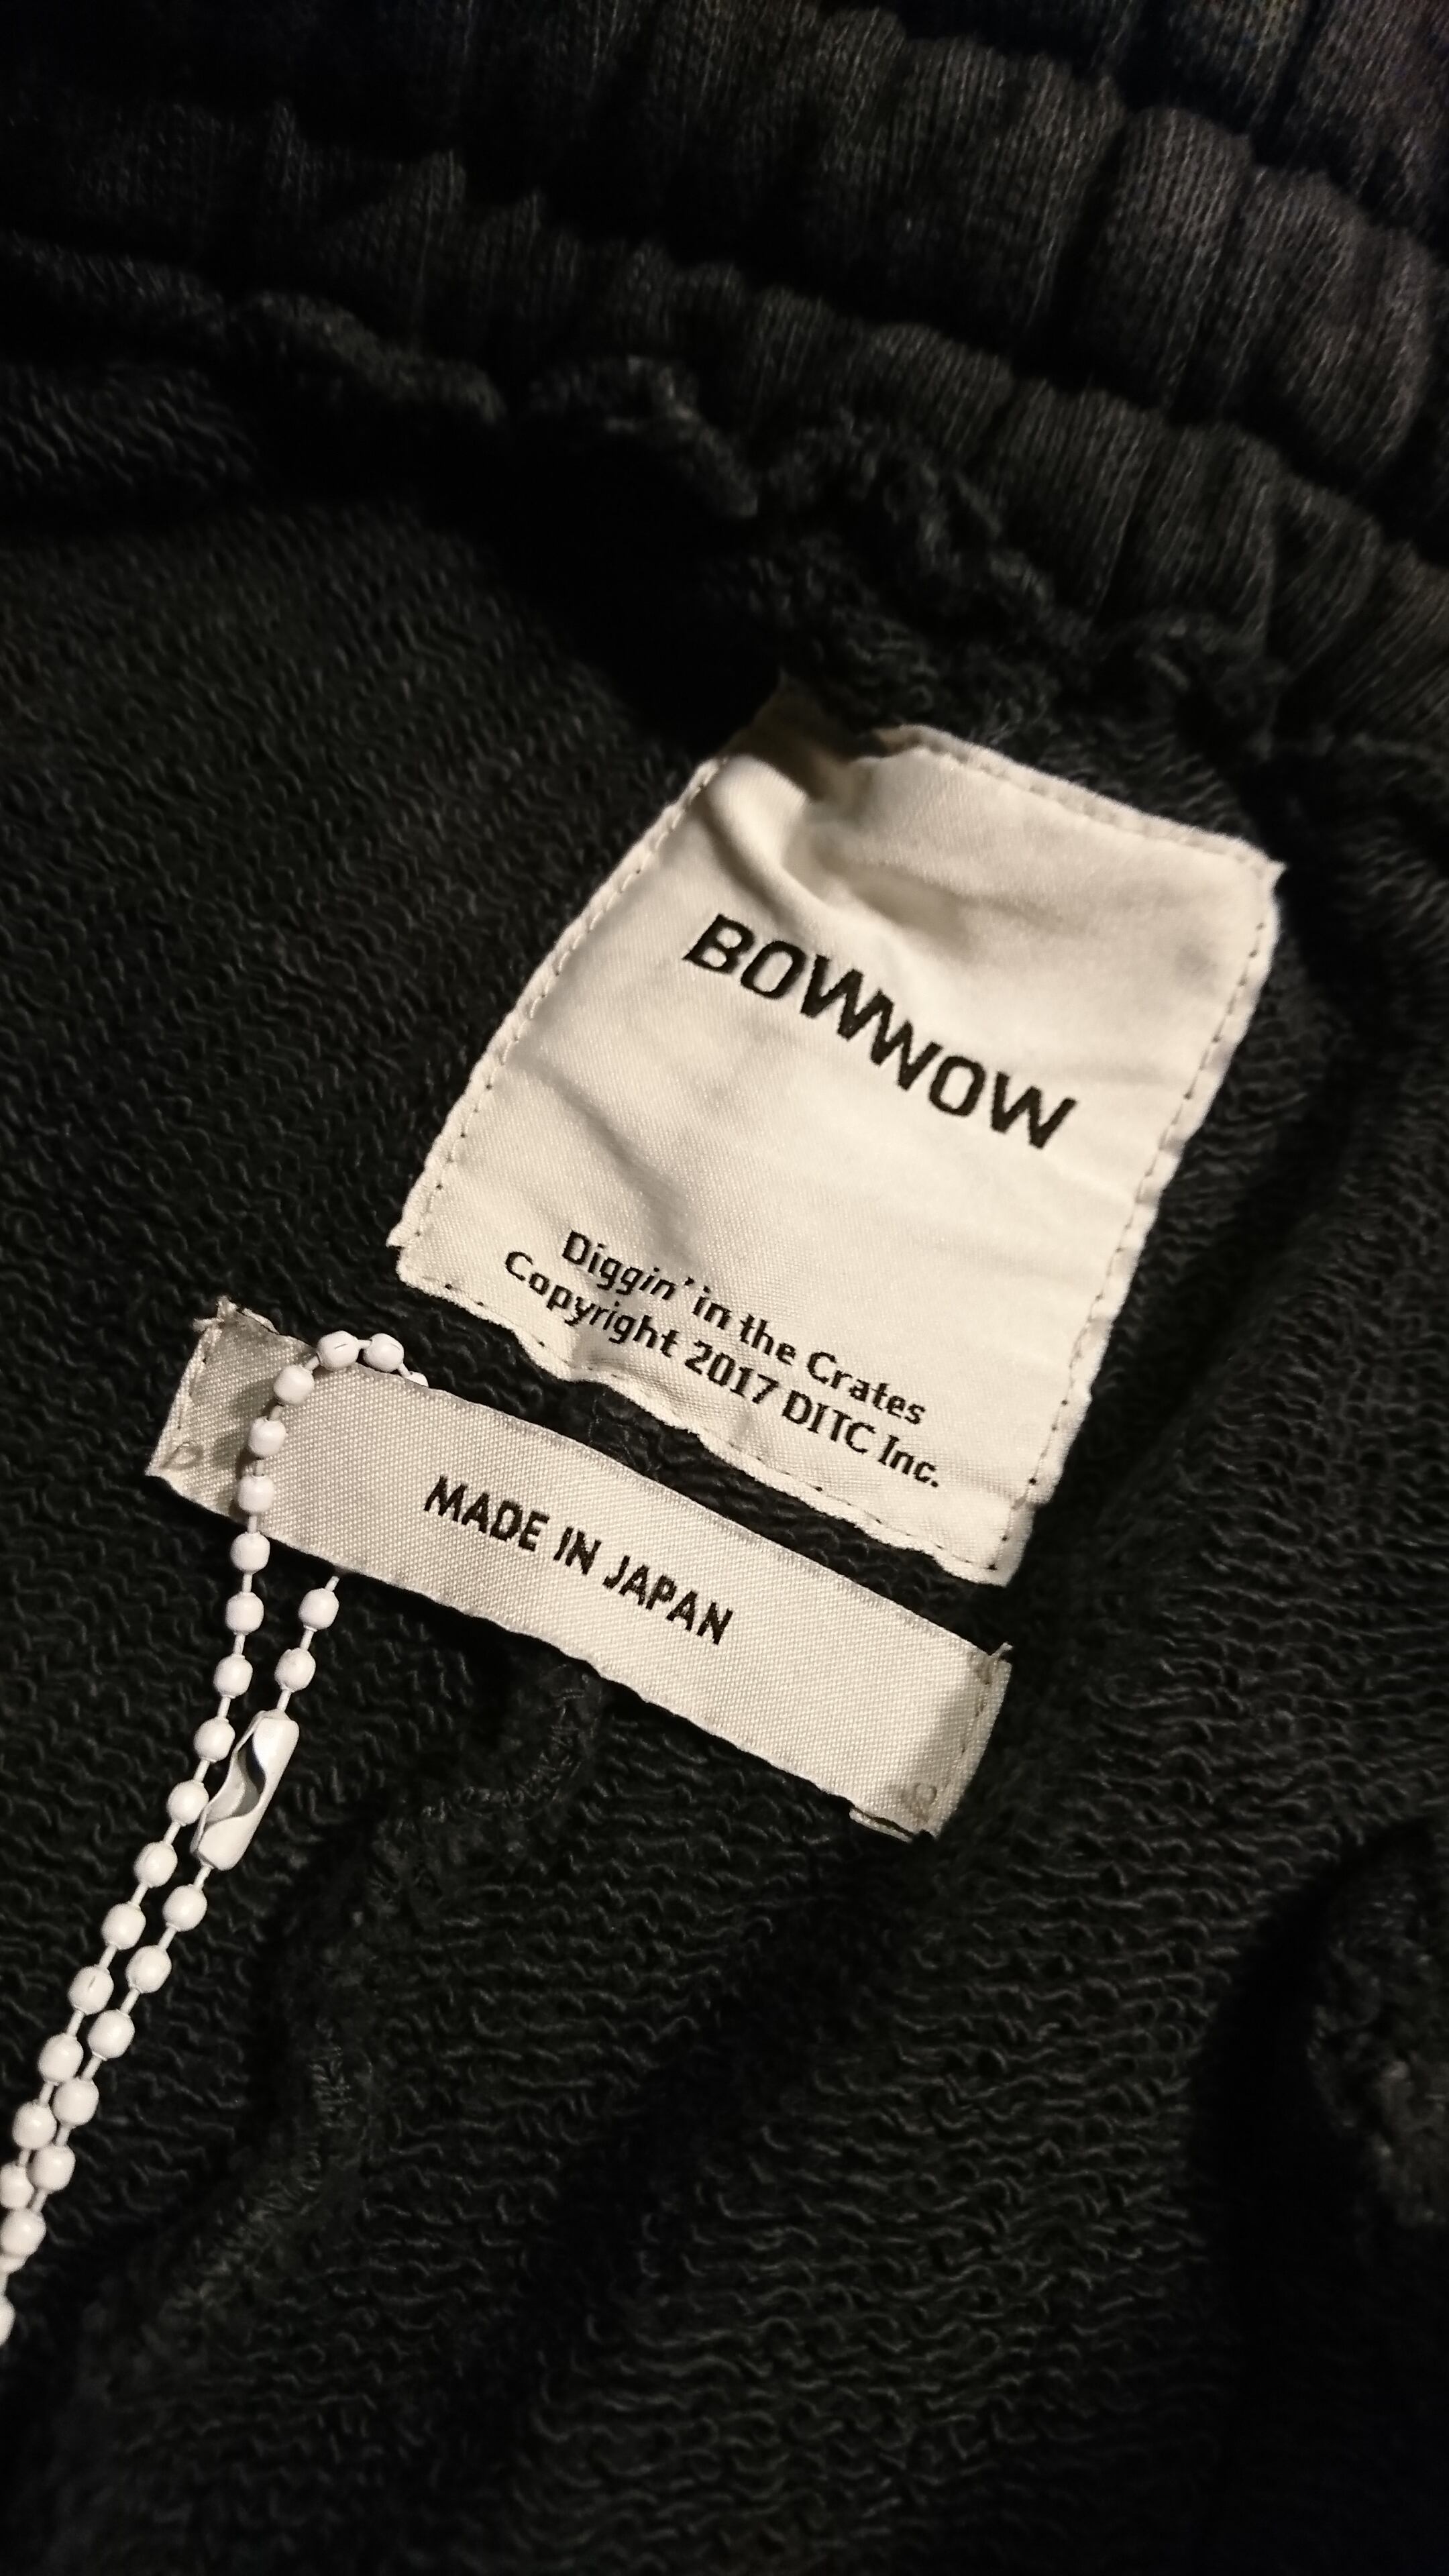 BOWWOW
Diggin' in the Crates
Copyright 2017 DITC Inc.
MADE IN JAPAN